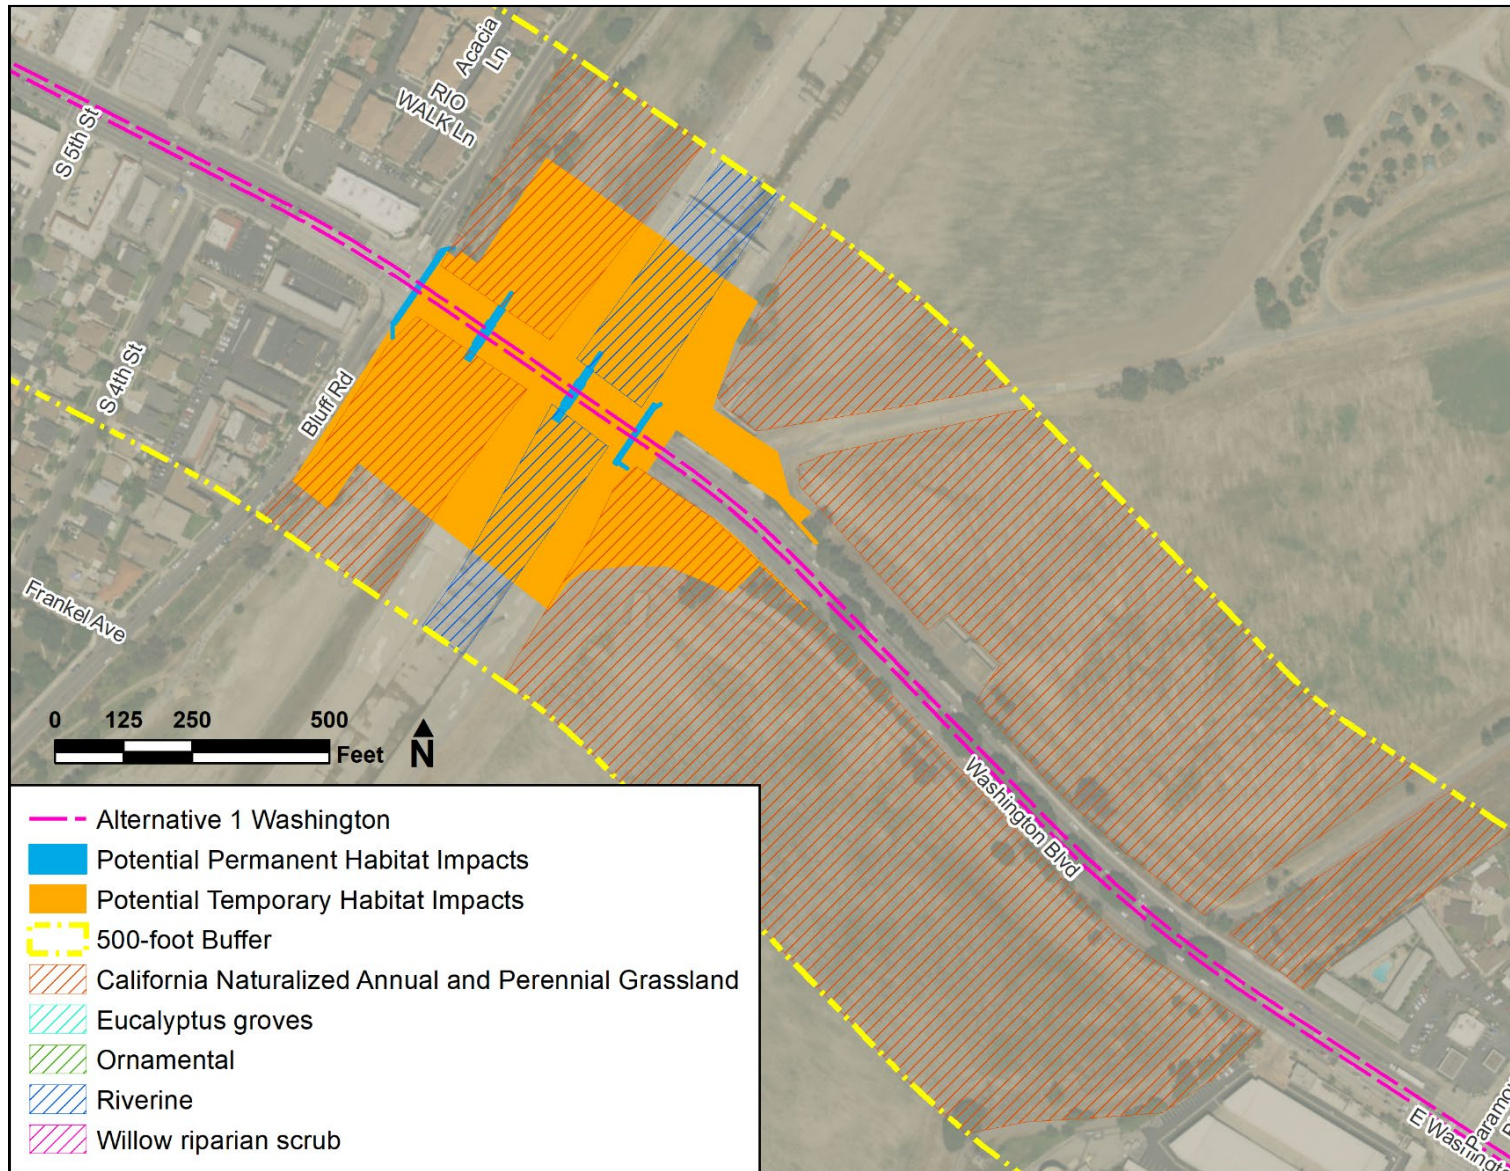 Acacia
Ln
RIO
WALK Ln
S 5th St
S 4th St
Bluff Rd
Frankel Ave
0 125 250 500
Feet
N
Washington Blvd
Alternative 1 Washington
Potential Permanent Habitat Impacts
Potential Temporary Habitat Impacts
500-foot Buffer
California Naturalized Annual and Perennial Grassland
Eucalyptus groves
Ornamental
Riverine
Willow riparian scrub